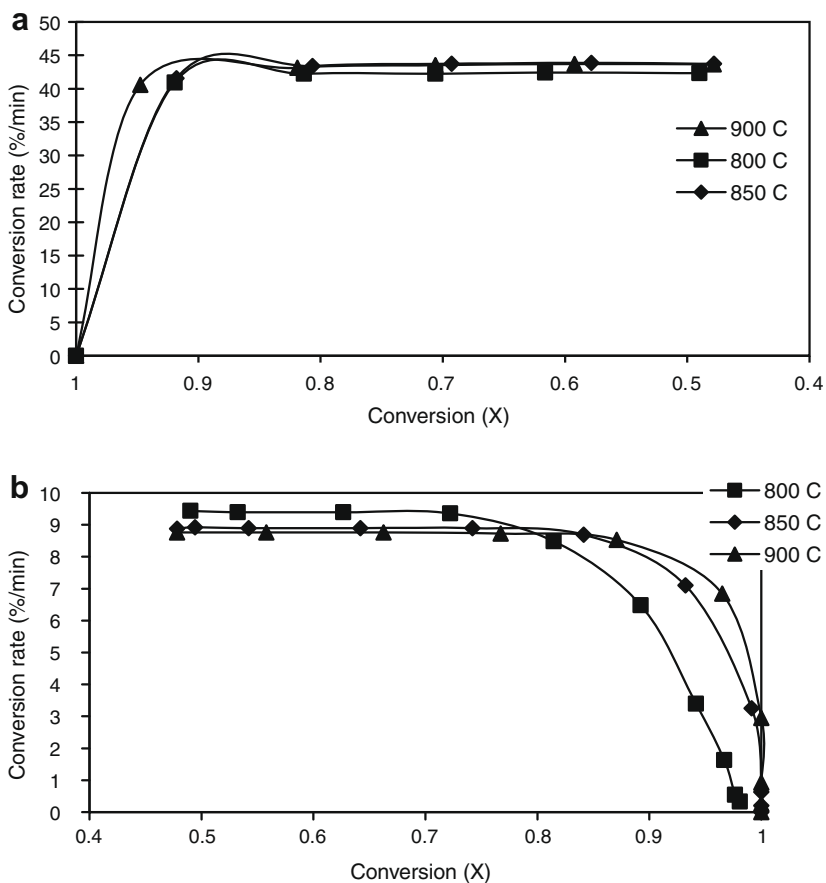 a
50
45
40
35
30
25
20
15
10
5
0
Conversion rate (%/min)
900 C
800 C
850 C
1 0.9 0.8 0.7 0.6 0.5 0.4
Conversion (X)
b
10
9
8
7
6
5
4
3
2
1
0
Conversion rate (%/min)
800 C
850 C
900 C
0.4 0.5 0.6 0.7 0.8 0.9 1
Conversion (X)